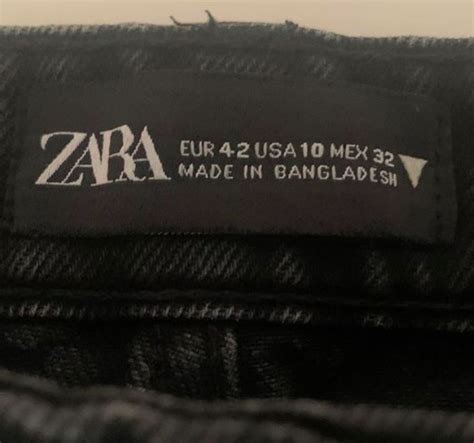 ZARA
EUR 42 USA 10 MEX 32
MADE IN BANGLADESH